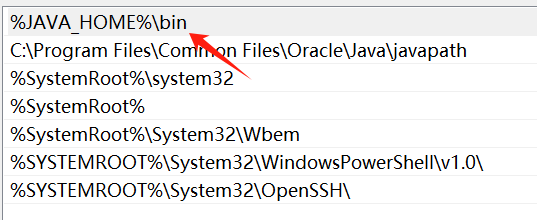 %JAVA_HOME%\bin
C:\Program Files\Common Files\Oracle\Java\javapath
%SystemRoot%\system32
%SystemRoot%
%SystemRoot%\System32\Wbem
%SYSTEMROOT%\System32\WindowsPowerShell\v1.0\
%SYSTEMROOT%\System32\OpenSSH\